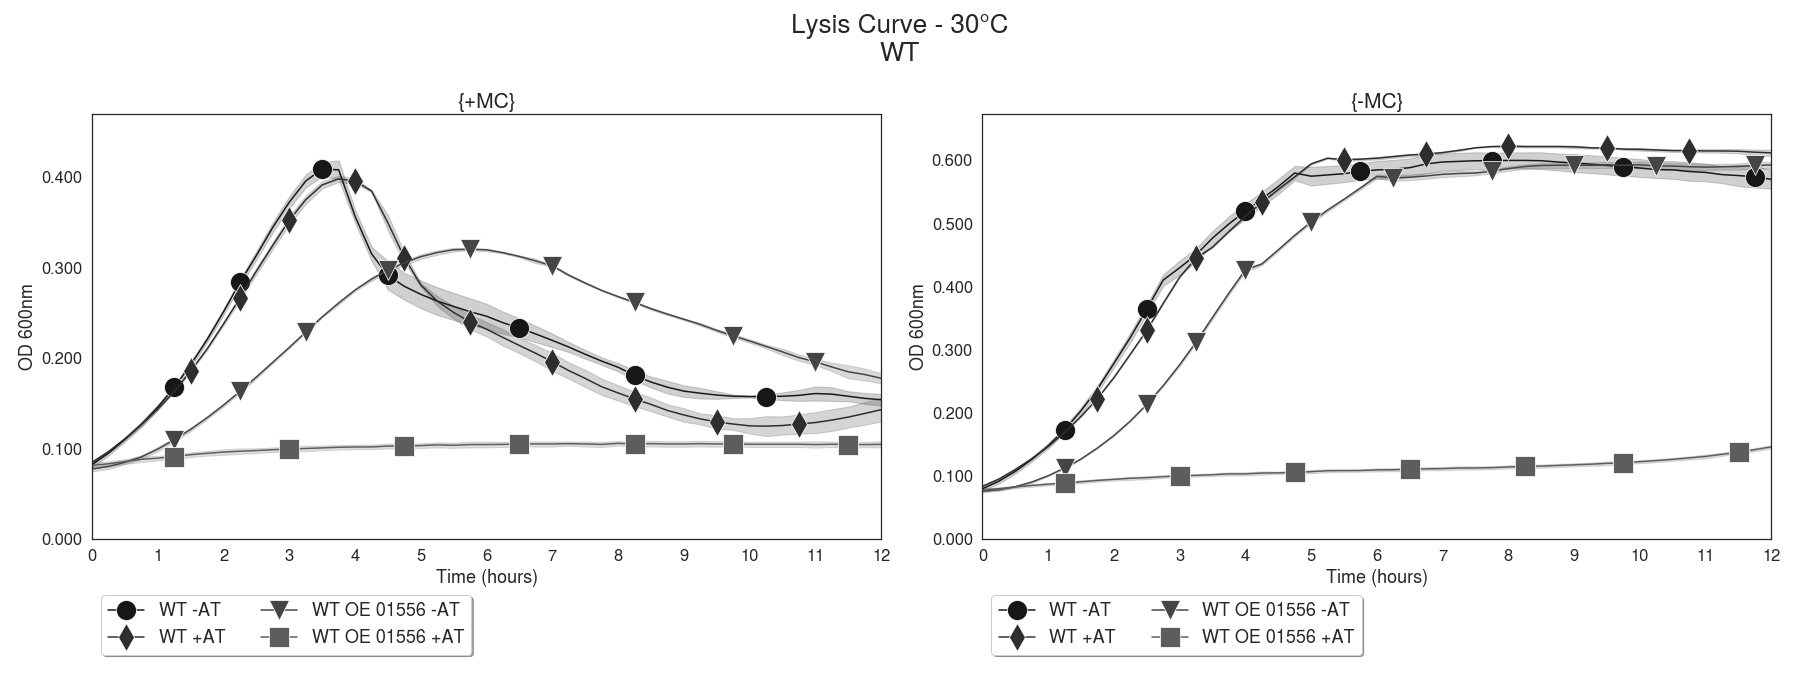 Lysis Curve - 30°C
WT
{+MC}
OD 600nm
0.400
0.300
0.200
0.100
0.000
0 1 2 3 4 5 6 7 8 9 10 11 12
Time (hours)
WT -AT
WT +AT
WT OE 01556 -AT
WT OE 01556 +AT
{-MC}
OD 600nm
0.600
0.500
0.400
0.300
0.200
0.100
0.000
0 1 2 3 4 5 6 7 8 9 10 11 12
Time (hours)
WT -AT
WT +AT
WT OE 01556 -AT
WT OE 01556 +AT